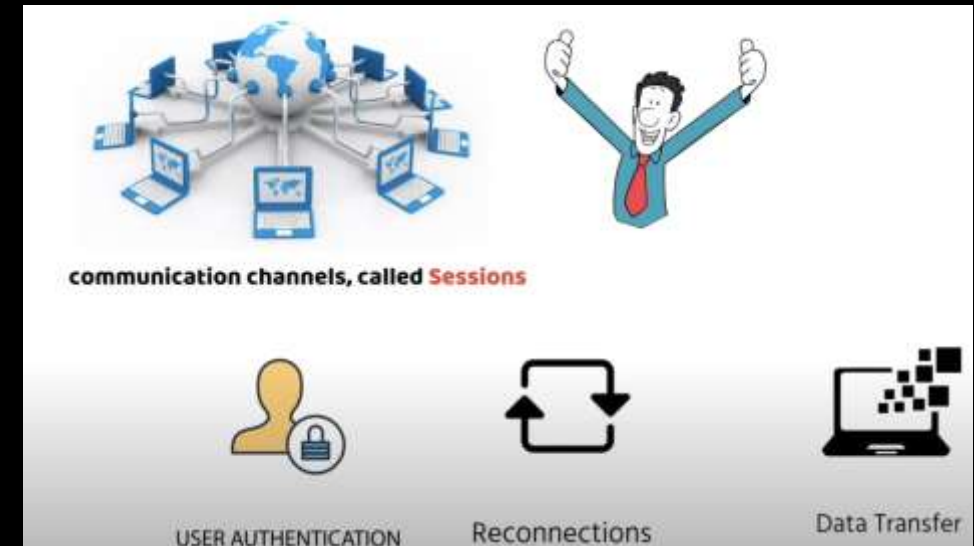 communication channels, called Sessions
USER AUTHENTICATION
Reconnections
Data Transfer